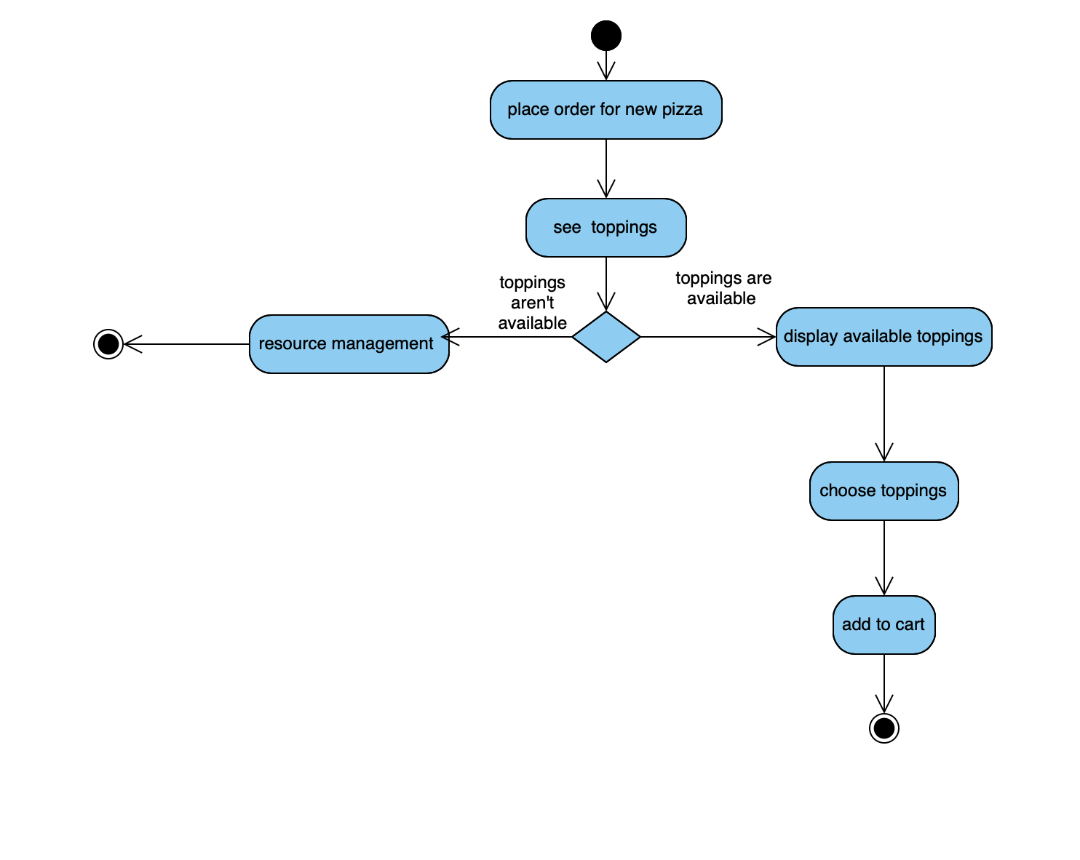 place order for new pizza
see  toppings
toppings
aren't
available
toppings are
available
resource management
display available toppings
choose toppings
add to cart